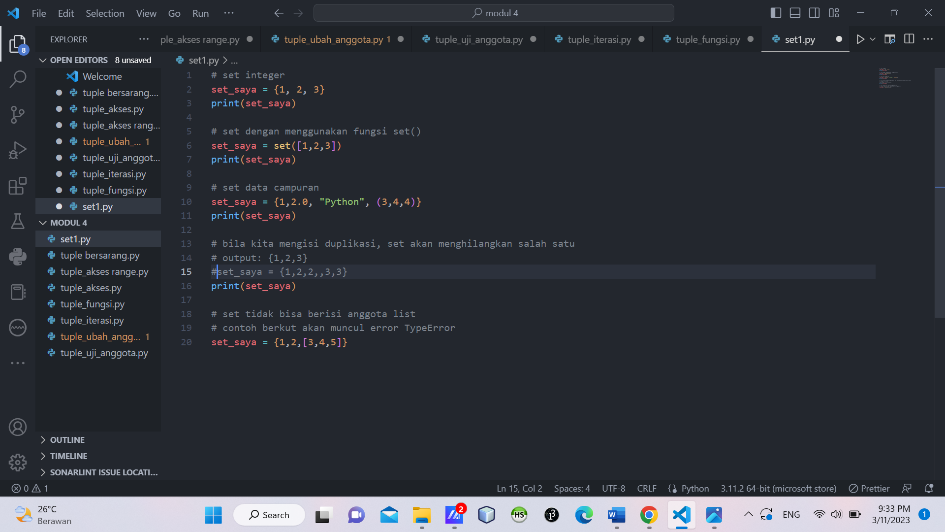 File Edit Selection View Go Run ··· modul 4
EXPLORER ··· ple_akses range.py tuple_ubah_anggota.py 1 tuple_uji_anggota.py tuple_iterasi.py tuple_fungsi.py set1.py
OPEN EDITORS 8 unsaved
Welcome
tuple bersarang....
tuple_akses.py
tuple_akses rang...
tuple_ubah_... 1
tuple_uji_anggot...
tuple_iterasi.py
tuple_fungsi.py
set1.py
MODUL 4
set1.py
tuple bersarang.py
tuple_akses range.py
tuple_akses.py
tuple_fungsi.py
tuple_iterasi.py
tuple_ubah_angg... 1
tuple_uji_anggota.py
OUTLINE
TIMELINE
SONARLINT ISSUE LOCATI...
set1.py > ...
1 # set integer
2 set_saya = {1, 2, 3}
3 print(set_saya)
4
5 # set dengan menggunakan fungsi set()
6 set_saya = set([1,2,3])
7 print(set_saya)
8
9 # set data campuran
10 set_saya = {1,2.0, "Python", (3,4,4)}
11 print(set_saya)
12
13 # bila kita mengisi duplikasi, set akan menghilangkan salah satu
14 # output: {1,2,3}
15 #set_saya = {1,2,2,,3,3}
16 print(set_saya)
17
18 # set tidak bisa berisi anggota list
19 # contoh berkut akan muncul error TypeError
20 set_saya = {1,2,[3,4,5]}
0 1 Ln 15, Col 2 Spaces: 4 UTF-8 CRLF Python 3.11.2 64-bit (microsoft store) Prettier
26°C
Berawan
Search
2
ENG
9:33 PM
3/11/2023
1